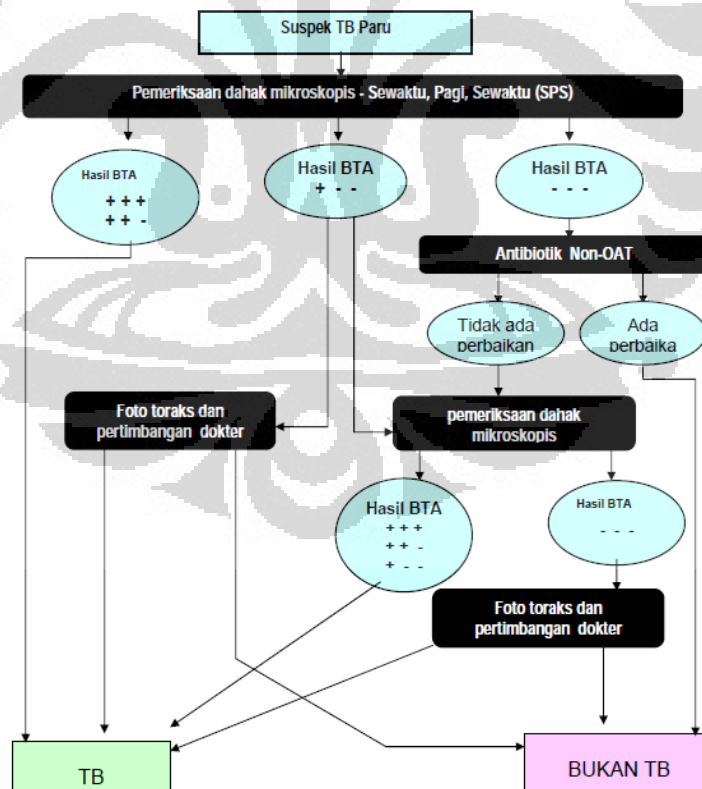 Suspek TB Paru
Pemeriksaan dahak mikroskopis - Sewaktu, Pagi, Sewaktu (SPS)
Hasil BTA
+ + +
+ + -
Hasil BTA
+ - -
Hasil BTA
- - -
Antibiotik Non-OAT
Tidak ada
perbaikan
Ada
perbaika
Foto toraks dan
pertimbangan dokter
pemeriksaan dahak
mikroskopis
Hasil BTA
+ + +
+ + -
+ - -
Hasil BTA
- - -
Foto toraks dan
pertimbangan dokter
TB
BUKAN TB